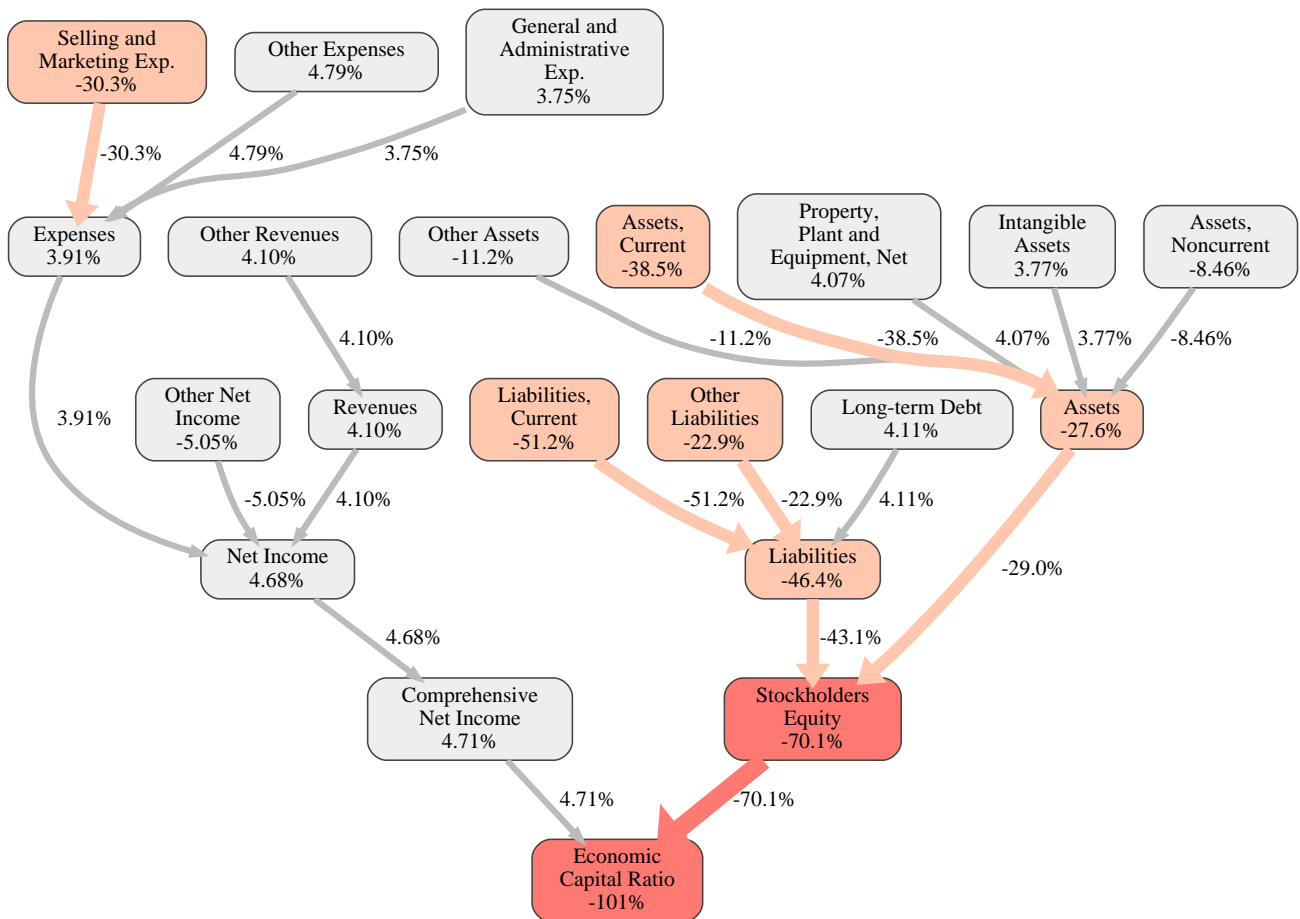 Selling and
Marketing Exp.
-30.3%
Other Expenses
4.79%
General and
Administrative
Exp.
3.75%
-30.3%
4.79%
3.75%
Expenses
3.91%
Other Revenues
4.10%
Other Assets
-11.2%
Assets,
Current
-38.5%
Property,
Plant and
Equipment, Net
4.07%
Intangible
Assets
3.77%
Assets,
Noncurrent
-8.46%
4.10%
-11.2%
-38.5%
4.07%
3.77%
-8.46%
3.91%
Other Net
Income
-5.05%
Revenues
4.10%
Liabilities,
Current
-51.2%
Other
Liabilities
-22.9%
Long-term Debt
4.11%
Assets
-27.6%
-5.05%
4.10%
-51.2%
-22.9%
4.11%
Net Income
4.68%
Liabilities
-46.4%
-29.0%
4.68%
-43.1%
Comprehensive
Net Income
4.71%
Stockholders
Equity
-70.1%
4.71%
-70.1%
Economic
Capital Ratio
-101%